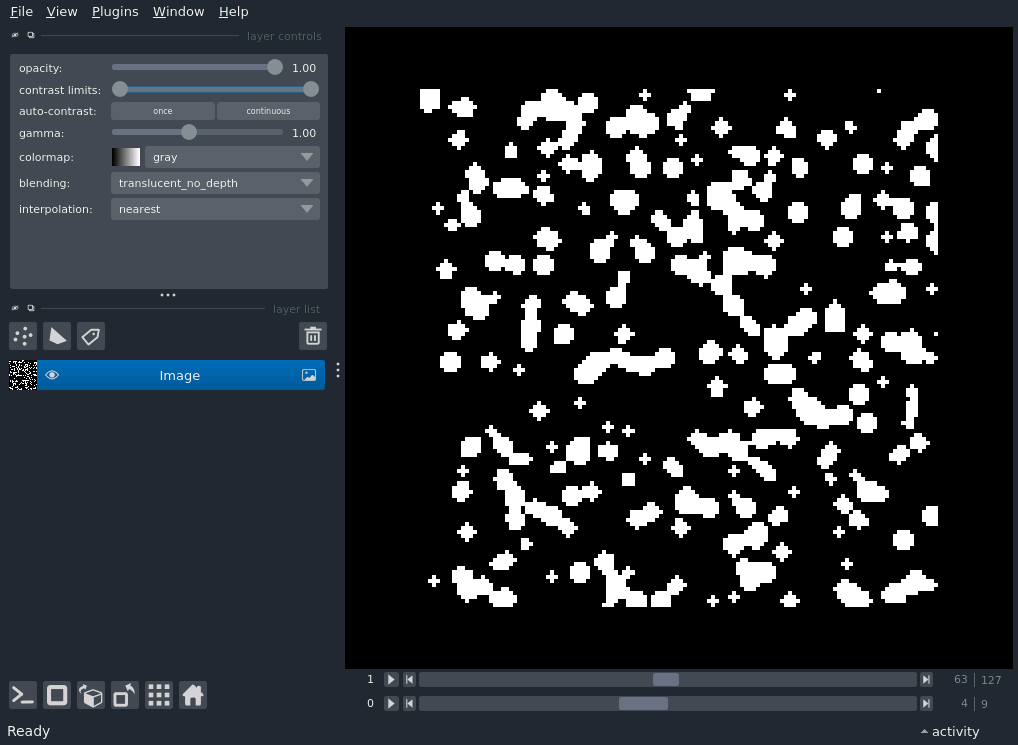 File View Plugins Window Help
layer controls
opacity: 1.00
contrast limits:
auto-contrast: once continuous
gamma: 1.00
colormap: gray
blending: translucent_no_depth
interpolation: nearest
layer list
Image
1 63 127
0 4 9
Ready activity